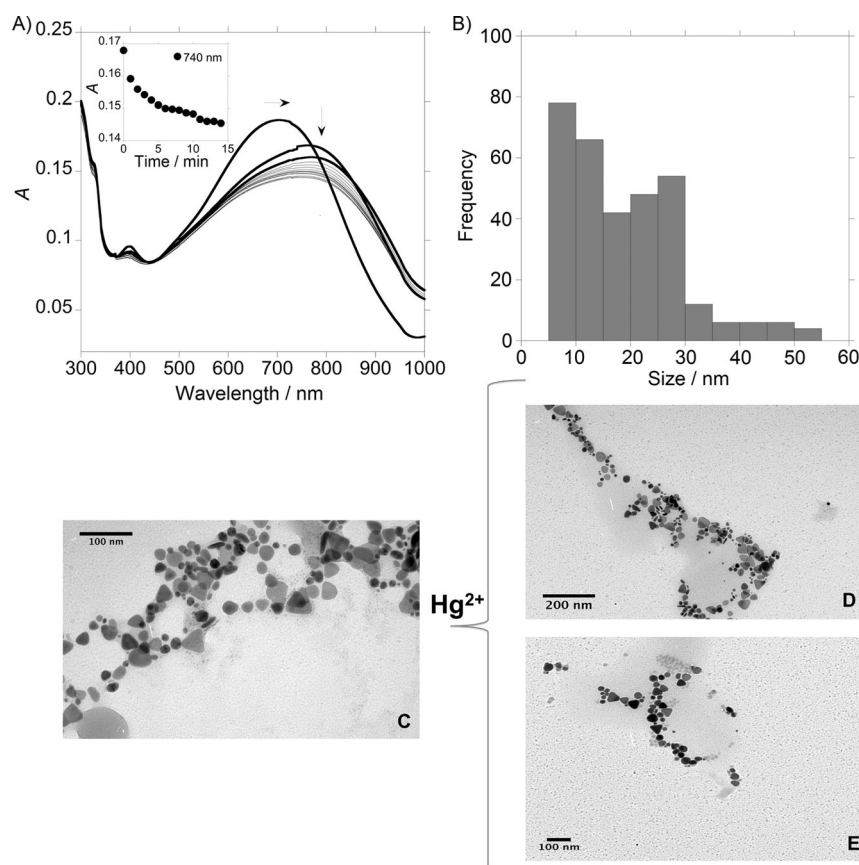 A)
0.25
0.2
0.15
0.1
0.05
A
300 400 500 600 700 800 900 1000
Wavelength / nm
0.17
0.16
0.15
0.14
A
740 nm
0 5 10 15
Time / min
B)
100
80
60
40
20
0
Frequency
0 10 20 30 40 50 60
Size / nm
100 nm
C
Hg²⁺
200 nm
D
100 nm
E